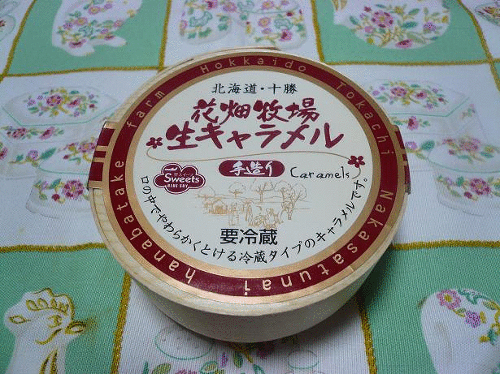 Hokkaido Tokachi Nakasatsunai hanabatake farm
北海道・十勝
花畑牧場
生キャラメル
手造り
Caramels
Sweets
要冷蔵
口の中でやわらかくとける冷蔵タイプのキャラメルです。